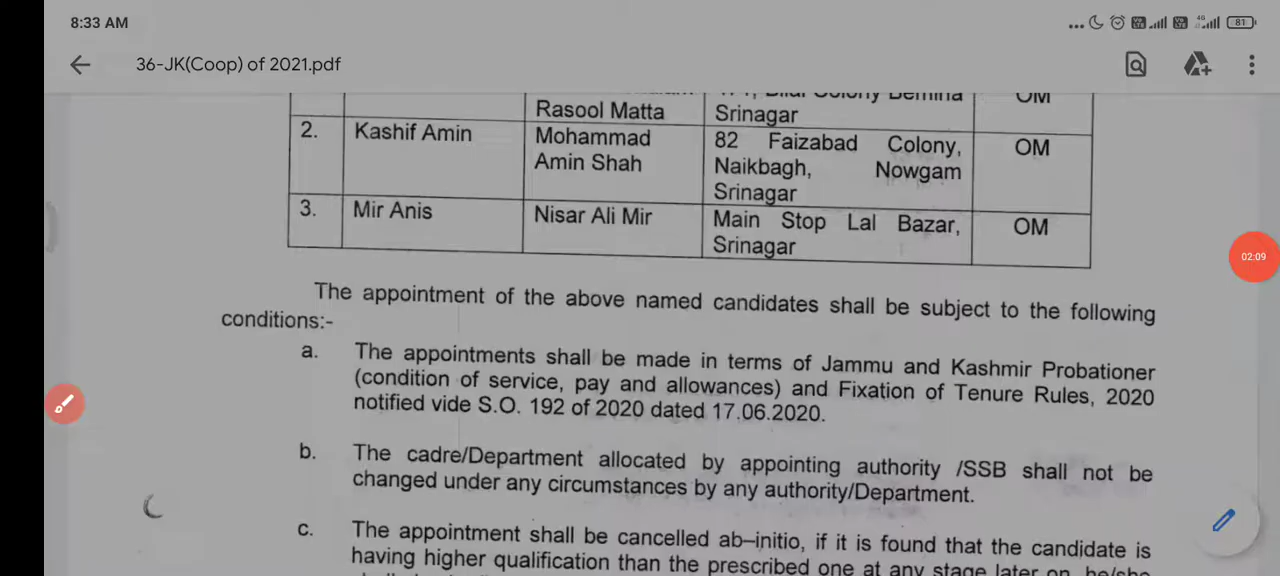 8:33 AM
81
36-JK(Coop) of 2021.pdf
Rasool Matta Srinagar OM
2. Kashif Amin Mohammad 82 Faizabad Colony, OM
Amin Shah Naikbagh, Nowgam
Srinagar
3. Mir Anis Nisar Ali Mir Main Stop Lal Bazar, OM
Srinagar
02:09
The appointment of the above named candidates shall be subject to the following
conditions:-
a. The appointments shall be made in terms of Jammu and Kashmir Probationer
(condition of service, pay and allowances) and Fixation of Tenure Rules, 2020
notified vide S.O. 192 of 2020 dated 17.06.2020.
b. The cadre/Department allocated by appointing authority /SSB shall not be
changed under any circumstances by any authority/Department.
c. The appointment shall be cancelled ab–initio, if it is found that the candidate is
having higher qualification than the prescribed one at any stage later on, he/she